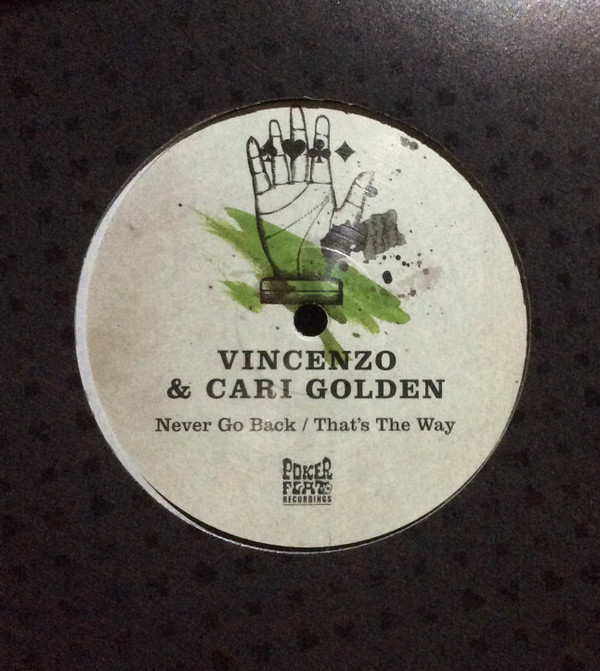 VINCENZO
& CARI GOLDEN
Never Go Back / That's The Way
POKER
FLAT
RECORDINGS